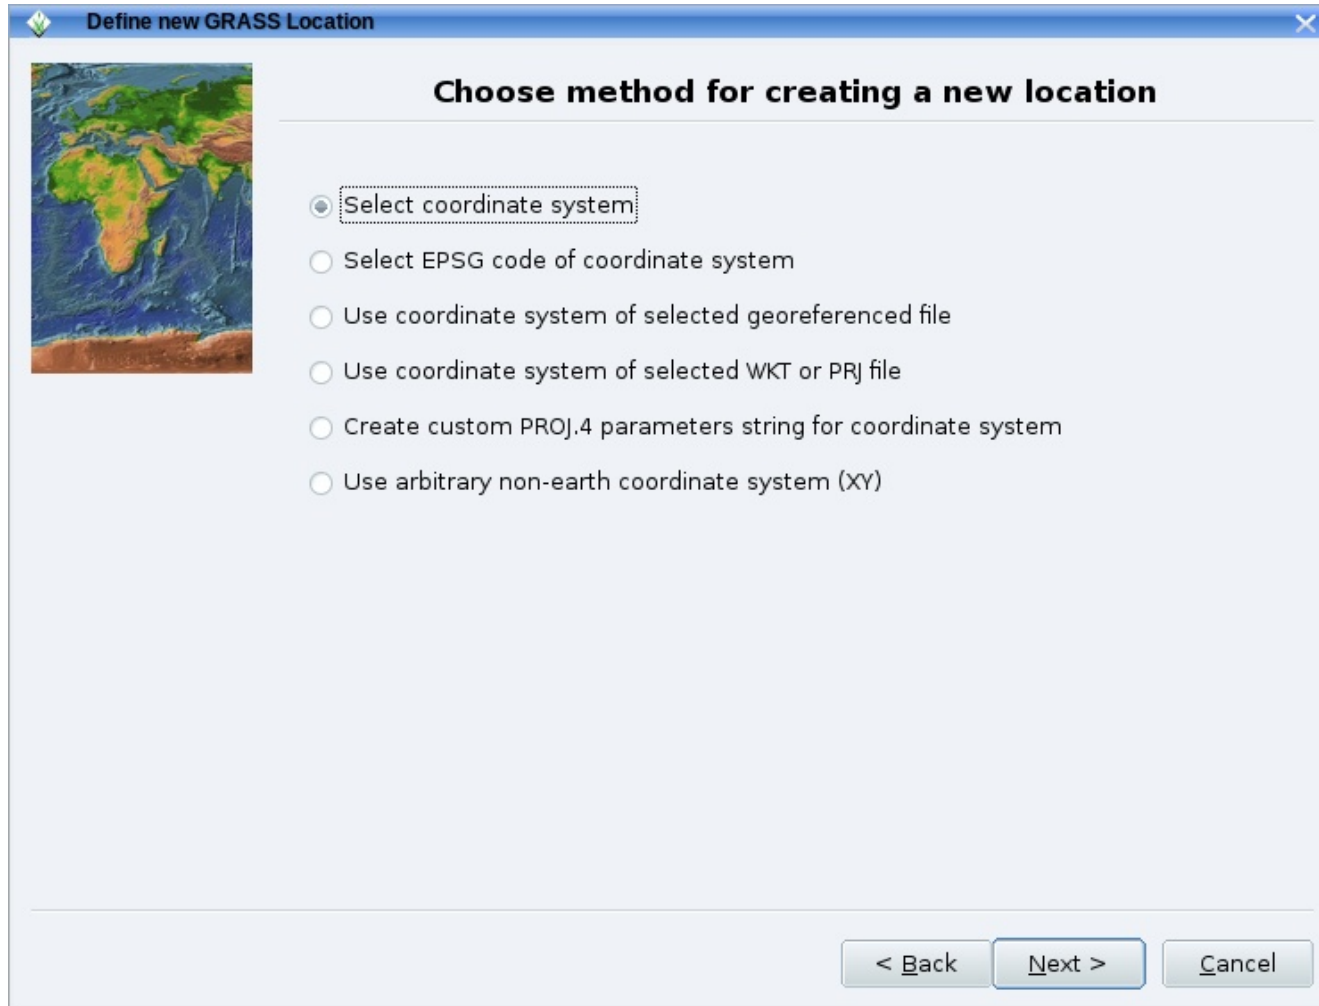 Define new GRASS Location
Choose method for creating a new location
Select coordinate system
Select EPSG code of coordinate system
Use coordinate system of selected georeferenced file
Use coordinate system of selected WKT or PRJ file
Create custom PROJ.4 parameters string for coordinate system
Use arbitrary non-earth coordinate system (XY)
< Back Next > Cancel